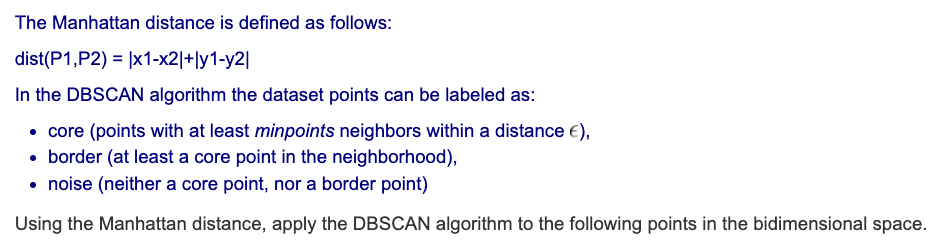 The Manhattan distance is defined as follows:
dist(P1,P2) = |x1-x2|+|y1-y2|
In the DBSCAN algorithm the dataset points can be labeled as:
• core (points with at least minpoints neighbors within a distance ϵ),
• border (at least a core point in the neighborhood),
• noise (neither a core point, nor a border point)
Using the Manhattan distance, apply the DBSCAN algorithm to the following points in the bidimensional space.